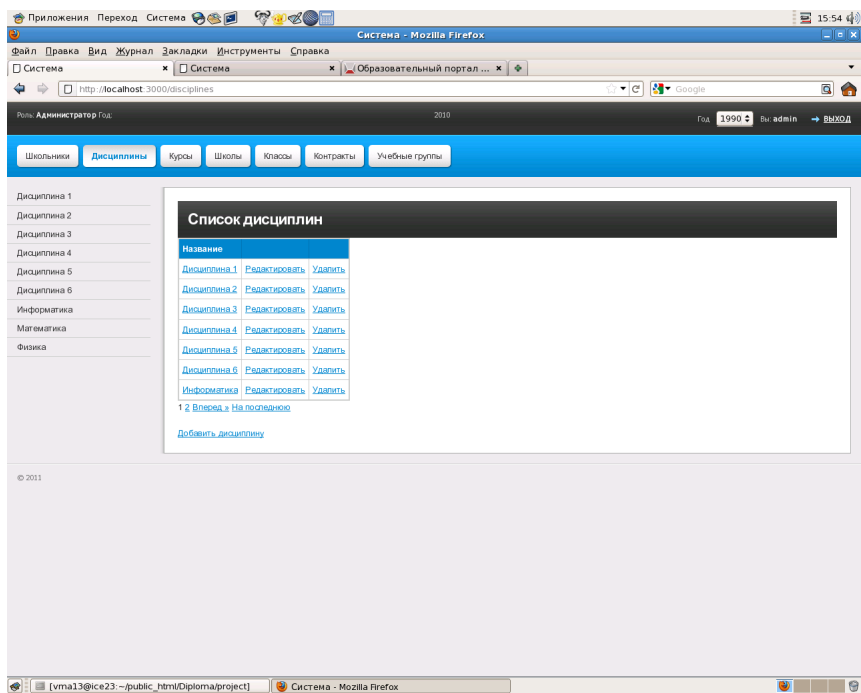 Приложения Переход Система 15:54
Система - Mozilla Firefox
Файл Правка Вид Журнал Закладки Инструменты Справка
Система Система Образовательный портал ...
http://localhost:3000/disciplines Google
Роль: Администратор Год: 2010 Год 1990 Вы: admin → ВЫХОД
Школьники Дисциплины Курсы Школы Классы Контракты Учебные группы
Дисциплина 1
Дисциплина 2
Дисциплина 3
Дисциплина 4
Дисциплина 5
Дисциплина 6
Информатика
Математика
Физика
Список дисциплин
Название
Дисциплина 1 Редактировать Удалить
Дисциплина 2 Редактировать Удалить
Дисциплина 3 Редактировать Удалить
Дисциплина 4 Редактировать Удалить
Дисциплина 5 Редактировать Удалить
Дисциплина 6 Редактировать Удалить
Информатика Редактировать Удалить
1 2 Вперед » На последнюю
Добавить дисциплину
© 2011
[vma13@ice23:~/public_html/Diploma/project] Система - Mozilla Firefox